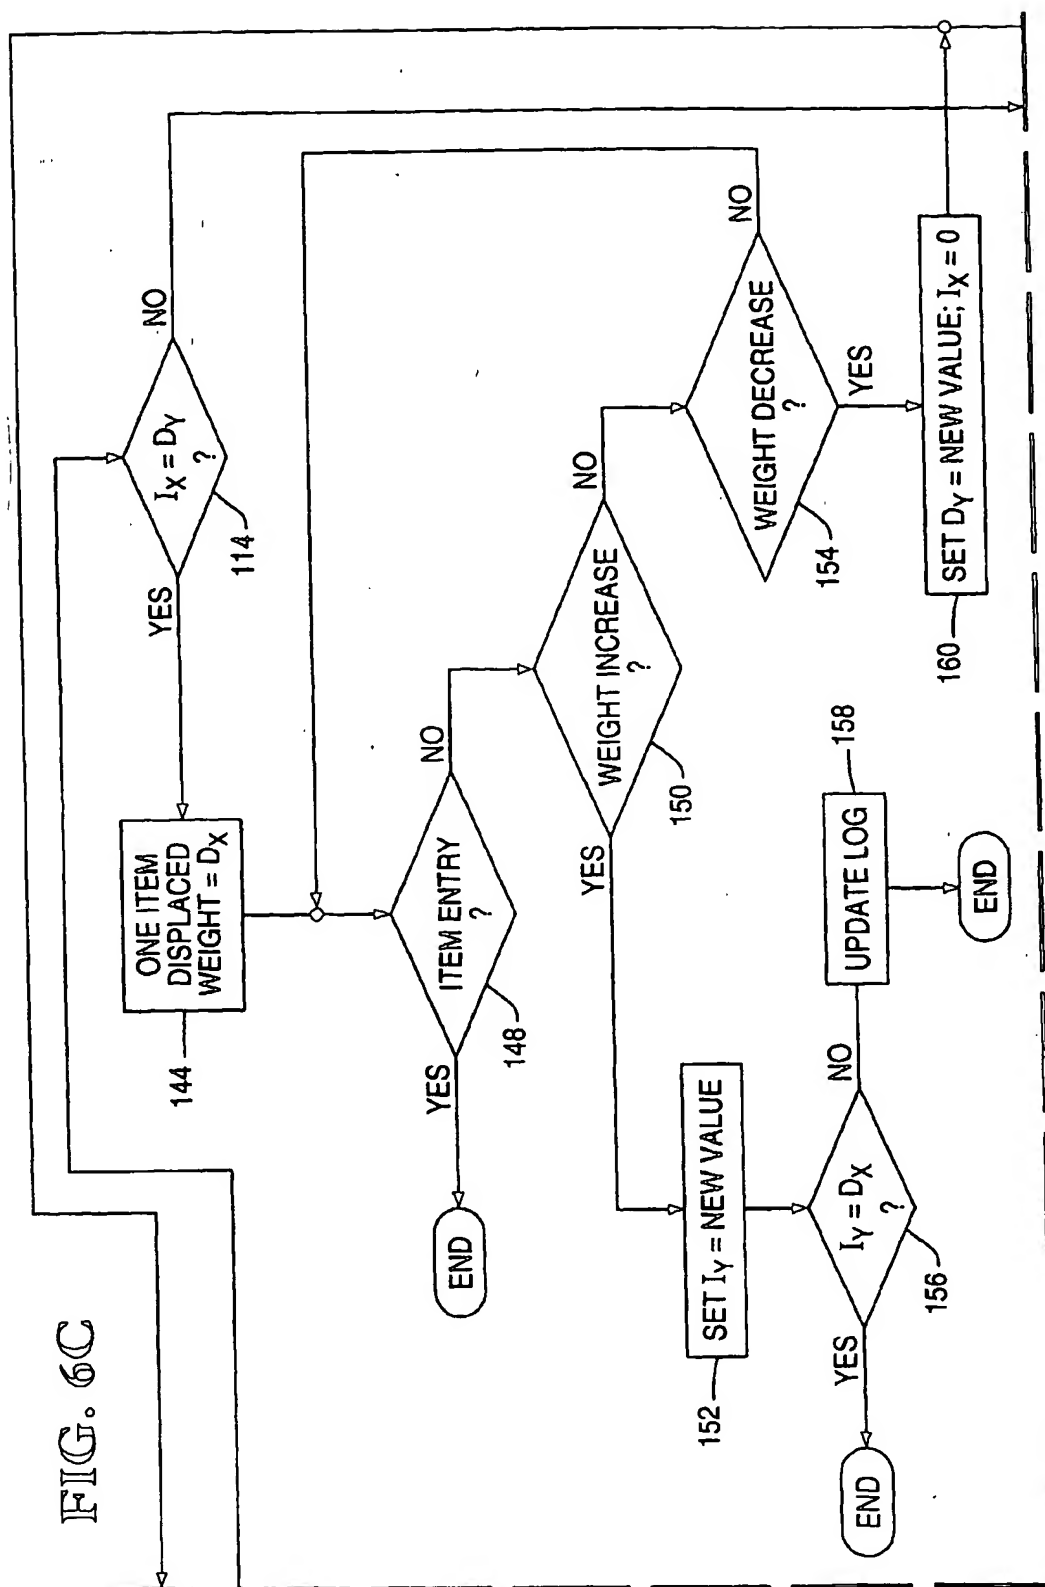 FIG. 6C
IX = DY
?
114
YES
NO
ONE ITEM
DISPLACED
WEIGHT = DX
144
ITEM ENTRY
?
148
YES
NO
END
WEIGHT INCREASE
?
150
YES
NO
WEIGHT DECREASE
?
154
NO
YES
SET IY = NEW VALUE
152
IY = DX
?
156
YES
NO
END
UPDATE LOG
158
END
SET DY = NEW VALUE; IX = 0
160